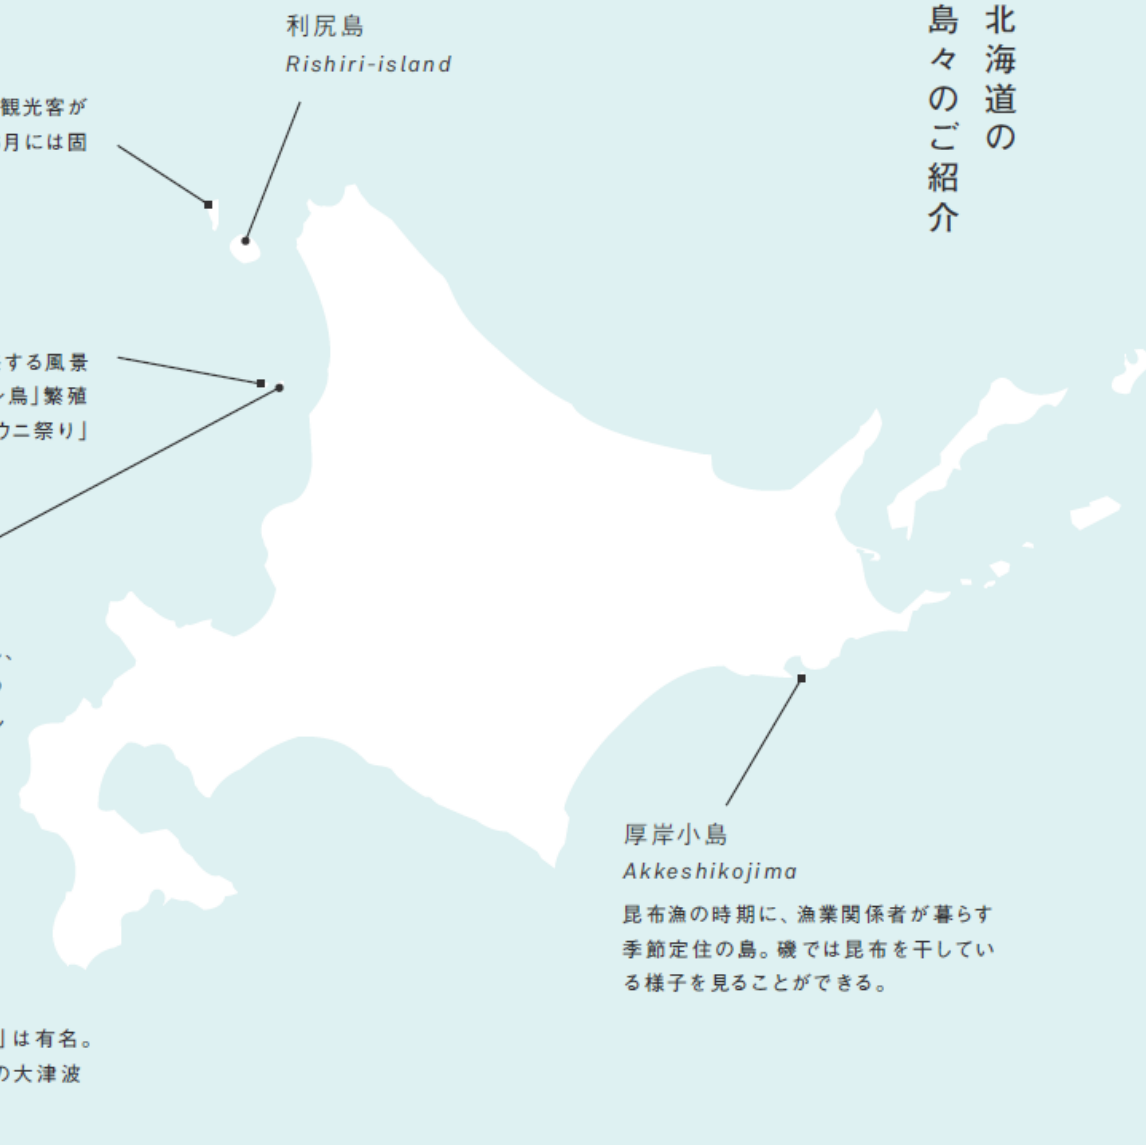 北海道の
島々のご紹介
利尻島
Rishiri-island
観光客が
月には固
する風景
鳥」繁殖
ウニ祭り」
厚岸小島
Akkeshikojima
昆布漁の時期に、漁業関係者が暮らす
季節定住の島。磯では昆布を干してい
る様子を見ることができる。
」は有名。
の大津波